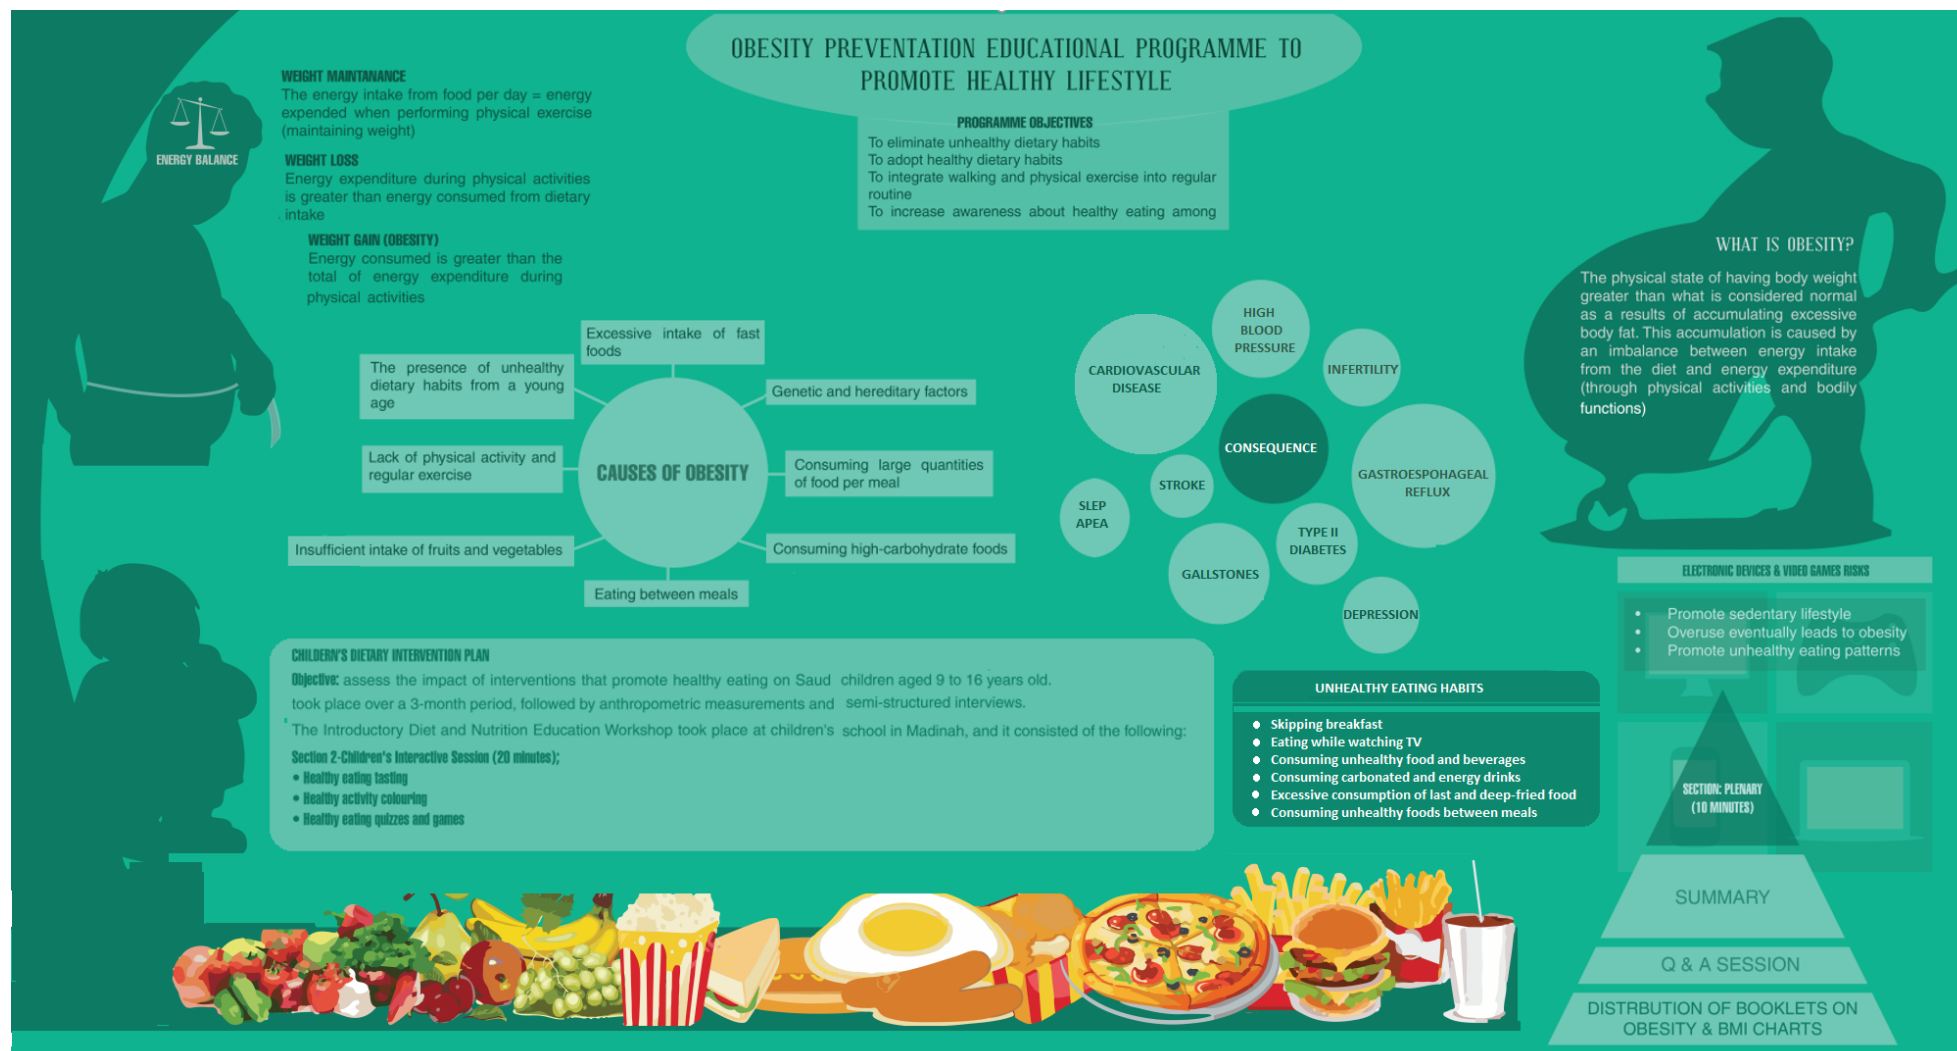 OBESITY PREVENTATION EDUCATIONAL PROGRAMME TO
PROMOTE HEALTHY LIFESTYLE
PROGRAMME OBJECTIVES
To eliminate unhealthy dietary habits
To adopt healthy dietary habits
To integrate walking and physical exercise into regular
routine
To increase awareness about healthy eating among
ENERGY BALANCE
WEIGHT MAINTANANCE
The energy intake from food per day = energy
expended when performing physical exercise
(maintaining weight)
WEIGHT LOSS
Energy expenditure during physical activities
is greater than energy consumed from dietary
intake
WEIGHT GAIN (OBESITY)
Energy consumed is greater than the
total of energy expenditure during
physical activities
WHAT IS OBESITY?
The physical state of having body weight
greater than what is considered normal
as a results of accumulating excessive
body fat. This accumulation is caused by
an imbalance between energy intake
from the diet and energy expenditure
(through physical activities and bodily
functions)
CAUSES OF OBESITY
Excessive intake of fast
foods
The presence of unhealthy
dietary habits from a young
age
Genetic and hereditary factors
Lack of physical activity and
regular exercise
Consuming large quantities
of food per meal
Insufficient intake of fruits and vegetables
Consuming high-carbohydrate foods
Eating between meals
CONSEQUENCE
HIGH
BLOOD
PRESSURE
CARDIOVASCULAR
DISEASE
INFERTILITY
GASTROESPOHAGEAL
REFLUX
STROKE
SLEP
APEA
TYPE II
DIABETES
GALLSTONES
DEPRESSION
ELECTRONIC DEVICES & VIDEO GAMES RISKS
• Promote sedentary lifestyle
• Overuse eventually leads to obesity
• Promote unhealthy eating patterns
CHILDERN'S DIETARY INTERVENTION PLAN
Objective: assess the impact of interventions that promote healthy eating on Saud children aged 9 to 16 years old.
took place over a 3-month period, followed by anthropometric measurements and semi-structured interviews.
The Introductory Diet and Nutrition Education Workshop took place at children's school in Madinah, and it consisted of the following:
Section 2-Children's Interactive Session (20 minutes);
• Healthy eating tasting
• Healthy activity colouring
• Healthy eating quizzes and games
UNHEALTHY EATING HABITS
• Skipping breakfast
• Eating while watching TV
• Consuming unhealthy food and beverages
• Consuming carbonated and energy drinks
• Excessive consumption of last and deep-fried food
• Consuming unhealthy foods between meals
SECTION: PLENARY
(10 MINUTES)
SUMMARY
Q & A SESSION
DISTRBUTION OF BOOKLETS ON
OBESITY & BMI CHARTS